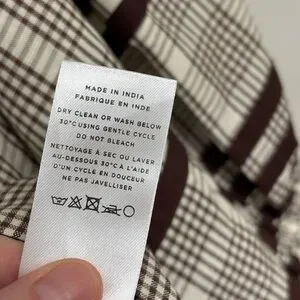 MADE IN INDIA
FABRIQUE EN INDE
DRY CLEAN OR WASH BELOW
30°C USING GENTLE CYCLE
DO NOT BLEACH
NETTOYAGE À SEC OU LAVER
AU-DESSOUS 30°C À L'AIDE
D'UN CYCLE EN DOUCEUR
NE PAS JAVELLISER